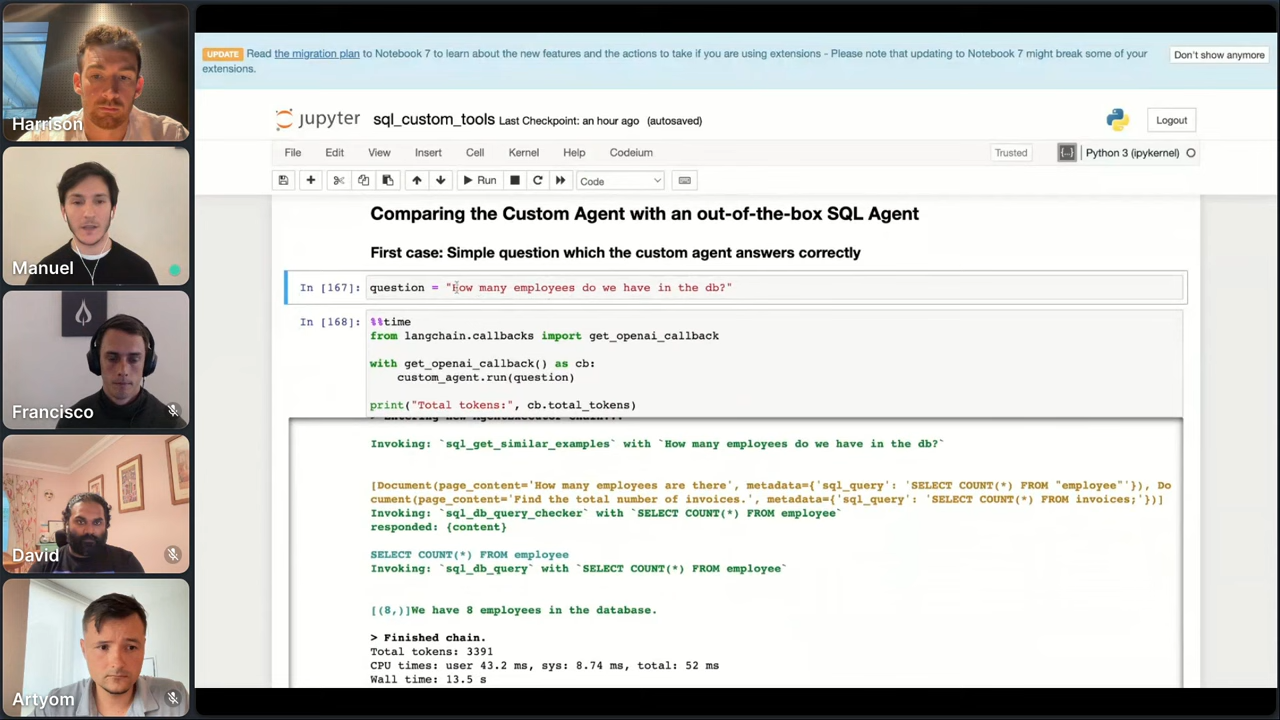 Harrison
Manuel
Francisco
David
Artyom
UPDATE Read the migration plan to Notebook 7 to learn about the new features and the actions to take if you are using extensions - Please note that updating to Notebook 7 might break some of your
extensions.
Don't show anymore
jupyter sql_custom_tools Last Checkpoint: an hour ago (autosaved)
Logout
File Edit View Insert Cell Kernel Help Codeium
Trusted
Python 3 (ipykernel)
Run
Code
Comparing the Custom Agent with an out-of-the-box SQL Agent
First case: Simple question which the custom agent answers correctly
In [167]: question = "How many employees do we have in the db?"
In [168]: %%time
from langchain.callbacks import get_openai_callback
with get_openai_callback() as cb:
custom_agent.run(question)
print("Total tokens:", cb.total_tokens)
> Entering new AgentExecutor chain...
Invoking: `sql_get_similar_examples` with `How many employees do we have in the db?`
[Document(page_content='How many employees are there', metadata={'sql_query': 'SELECT COUNT(*) FROM "employee"'}), Do
cument(page_content='Find the total number of invoices.', metadata={'sql_query': 'SELECT COUNT(*) FROM invoices;'})]
Invoking: `sql_db_query_checker` with `SELECT COUNT(*) FROM employee`
responded: {content}
SELECT COUNT(*) FROM employee
Invoking: `sql_db_query` with `SELECT COUNT(*) FROM employee`
[(8,)]We have 8 employees in the database.
> Finished chain.
Total tokens: 3391
CPU times: user 43.2 ms, sys: 8.74 ms, total: 52 ms
Wall time: 13.5 s